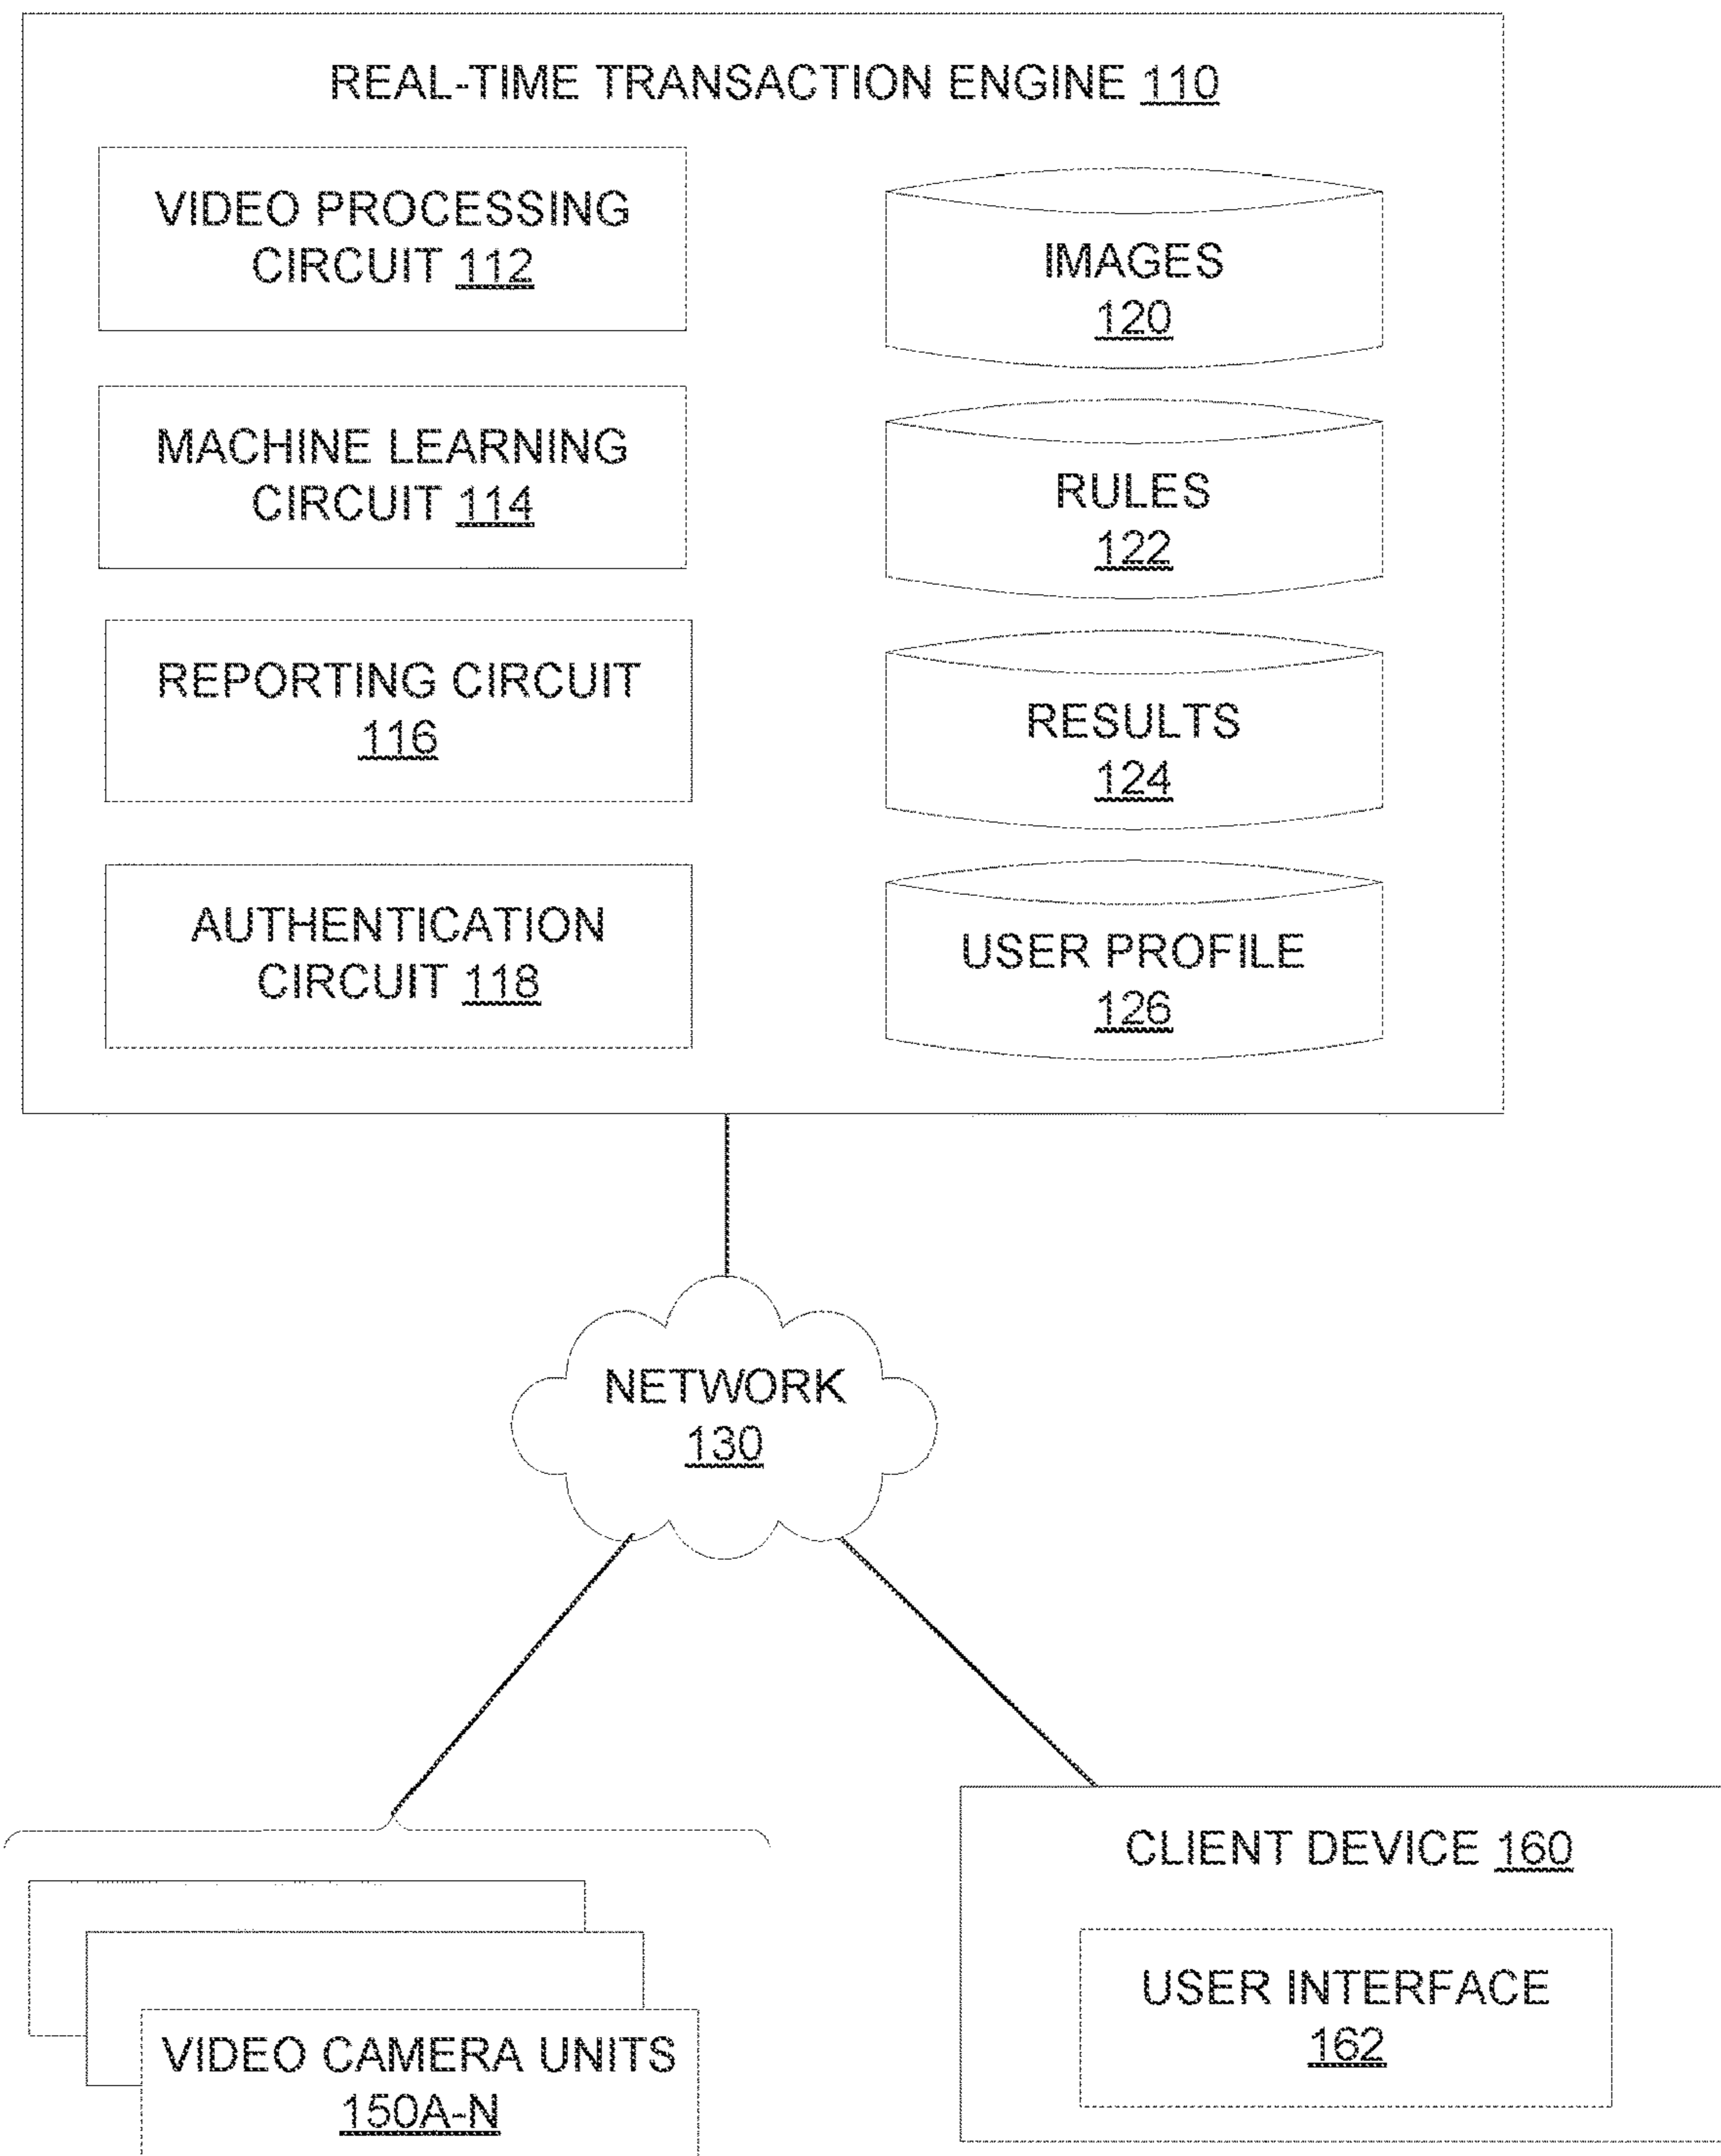 REAL-TIME TRANSACTION ENGINE 110
VIDEO PROCESSING
CIRCUIT 112
MACHINE LEARNING
CIRCUIT 114
REPORTING CIRCUIT
116
AUTHENTICATION
CIRCUIT 118
IMAGES
120
RULES
122
RESULTS
124
USER PROFILE
126
NETWORK
130
VIDEO CAMERA UNITS
150A-N
CLIENT DEVICE 160
USER INTERFACE
162